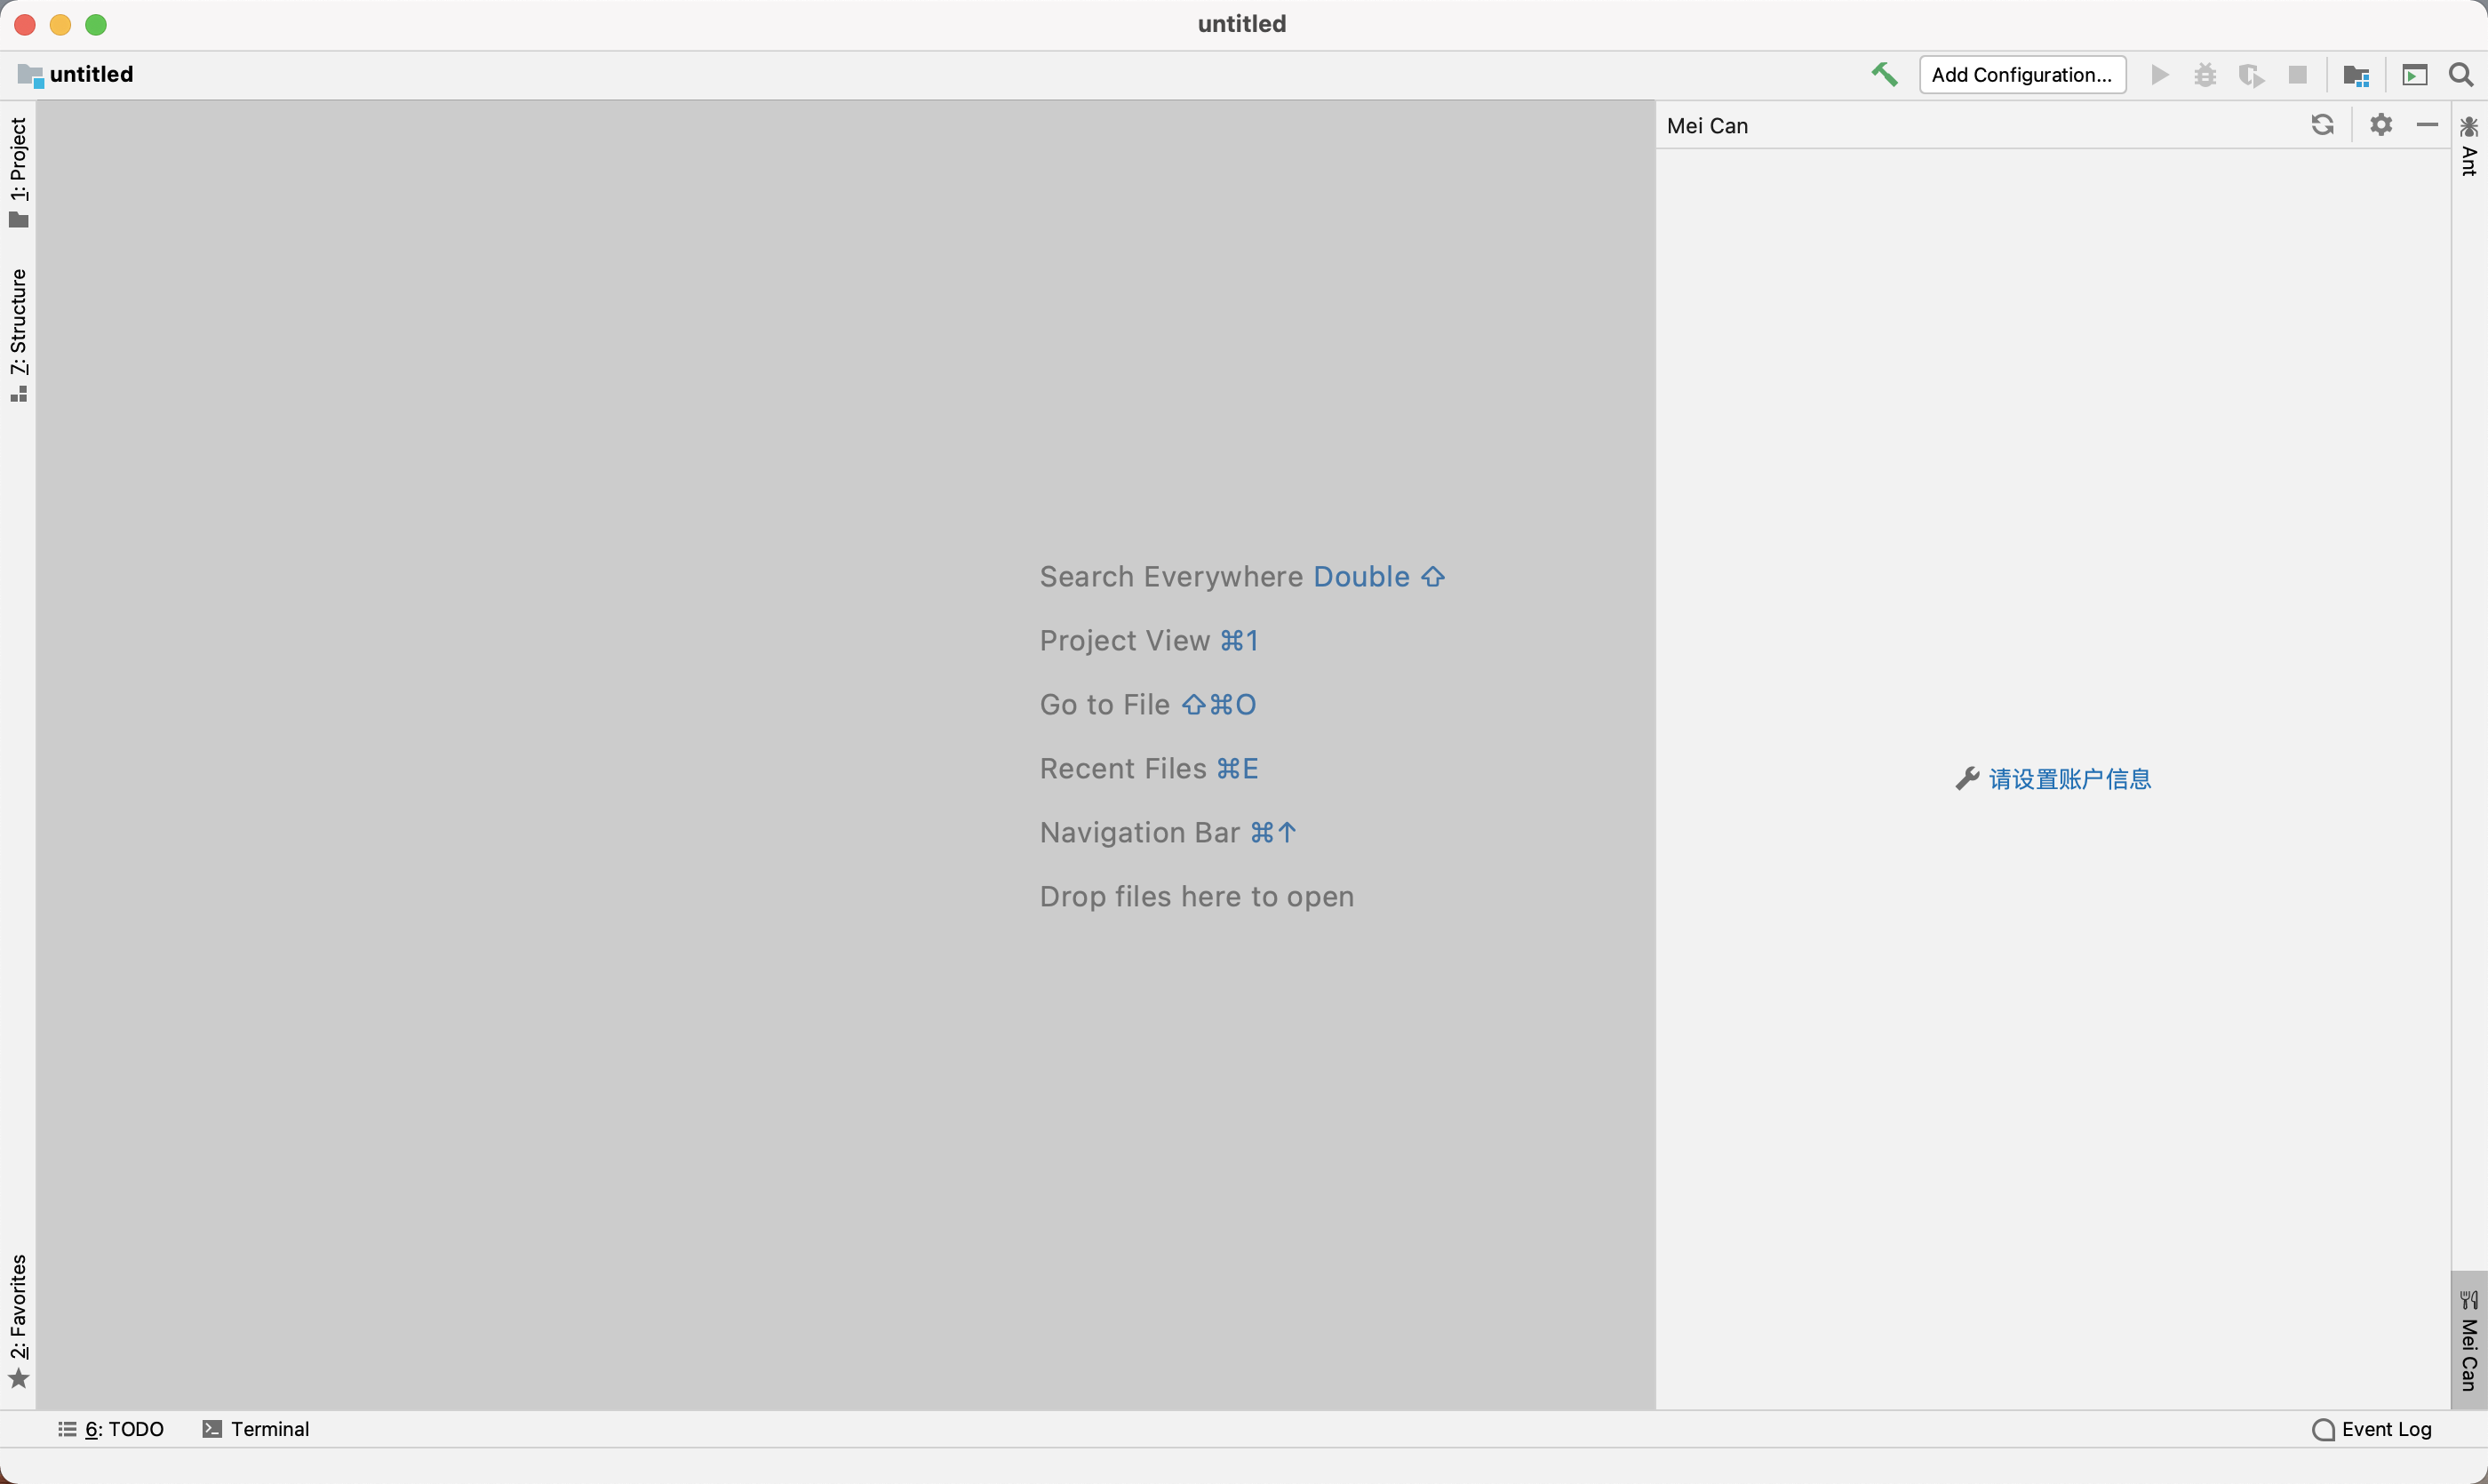 untitled
untitled
Add Configuration...
1: Project
7: Structure
2: Favorites
Search Everywhere Double ⇧
Project View ⌘1
Go to File ⇧⌘O
Recent Files ⌘E
Navigation Bar ⌘↑
Drop files here to open
Mei Can
请设置账户信息
Ant
Mei Can
6: TODO
Terminal
Event Log